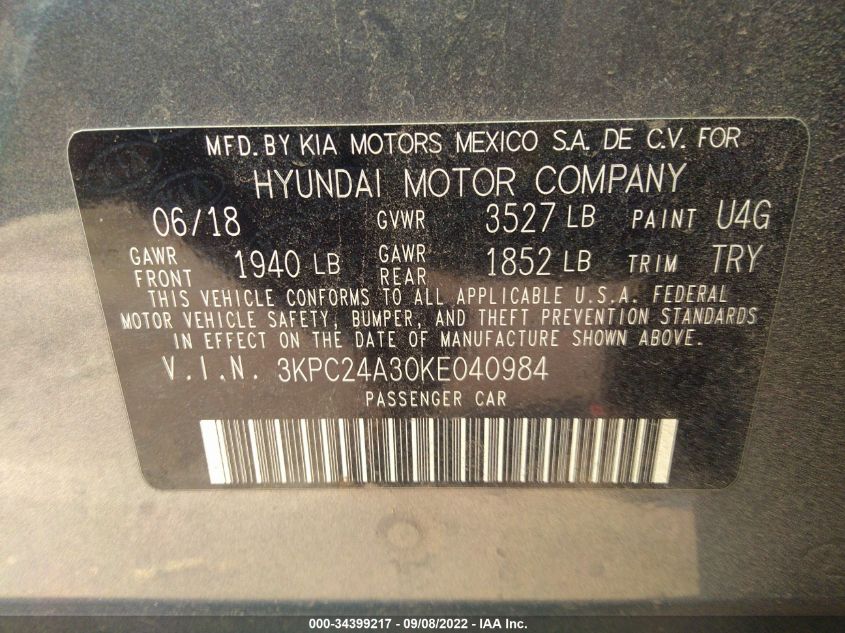 MFD. BY KIA MOTORS MEXICO S.A. DE C.V. FOR
HYUNDAI MOTOR COMPANY
06/18 GVWR 3527 LB PAINT U4G
GAWR FRONT 1940 LB GAWR REAR 1852 LB TRIM TRY
THIS VEHICLE CONFORMS TO ALL APPLICABLE U.S.A. FEDERAL
MOTOR VEHICLE SAFETY, BUMPER, AND THEFT PREVENTION STANDARDS
IN EFFECT ON THE DATE OF MANUFACTURE SHOWN ABOVE.
V.I.N. 3KPC24A30KE040984
PASSENGER CAR
000-34399217 - 09/08/2022 - IAA Inc.